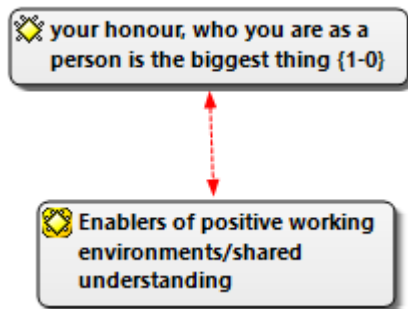 your honour, who you are as a
person is the biggest thing {1-0}
Enablers of positive working
environments/shared
understanding